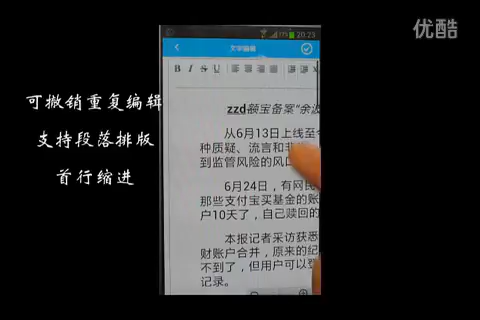 优酷
20:23
文字编辑
B I S U
可撤销重复编辑
支持段落排版
首行缩进
zzd额宝备案“余波
从6月13日上线至今
种质疑、流言和非
到监管风险的风口
6月24日，有网民
那些支付宝买基金的账
户10天了，自己赎回的
本报记者采访获悉
财账户合并，原来的纪
不到了，但用户可以登
记录。